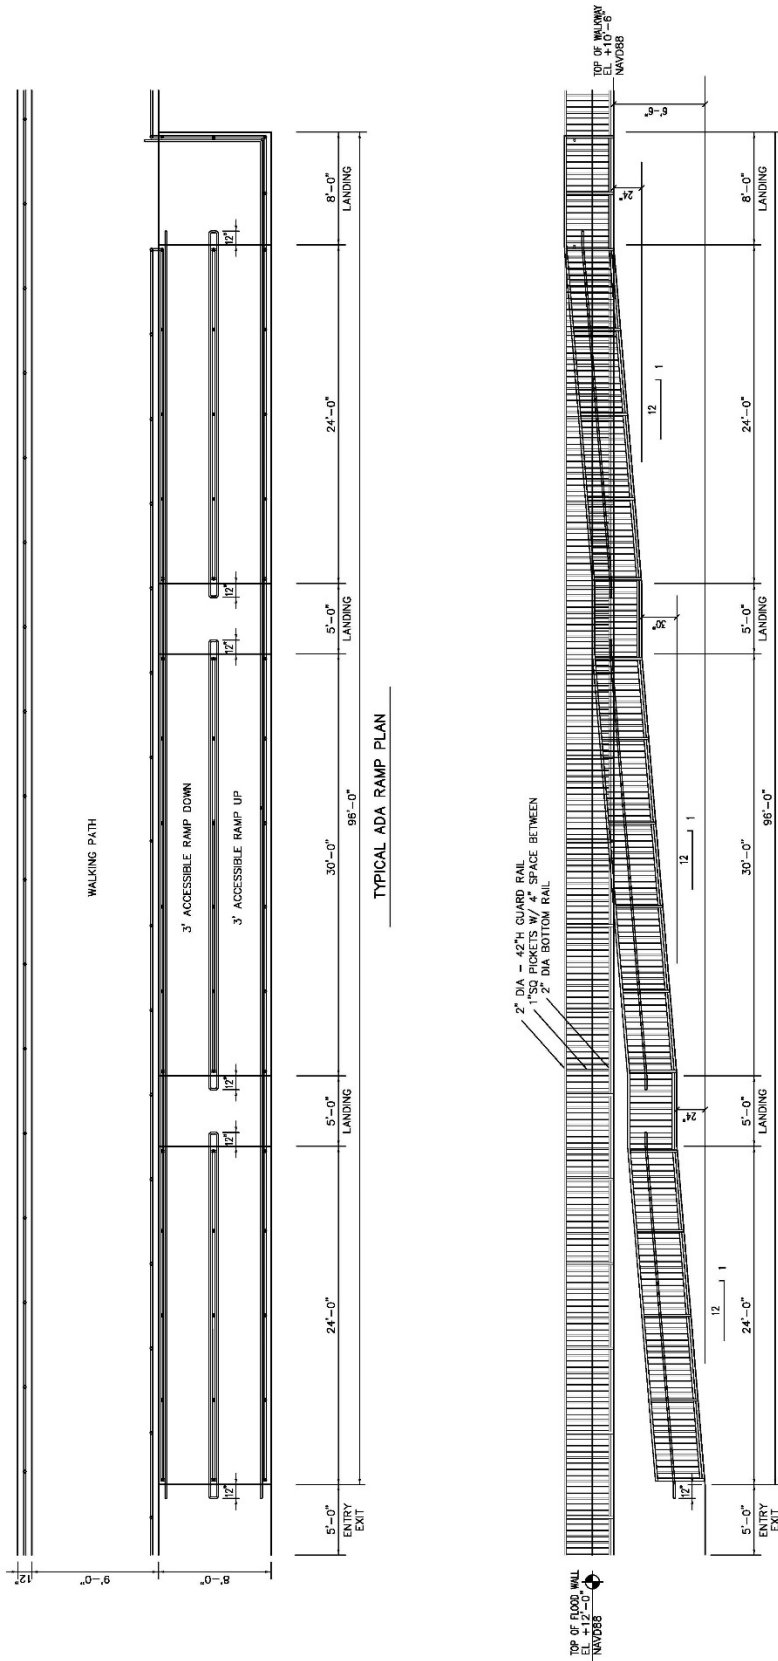 12"
9'-0"
8'-0"
WALKING PATH
3' ACCESSIBLE RAMP DOWN
3' ACCESSIBLE RAMP UP
12"
12"
12"
12"
12"
12"
5'-0"
ENTRY
EXIT
24'-0"
5'-0"
LANDING
30'-0"
5'-0"
LANDING
24'-0"
8'-0"
LANDING
96'-0"
TYPICAL ADA RAMP PLAN
TOP OF FLOOD WALL
EL +12'-0"
NAVD88
2" DIA - 42"H GUARD RAIL
1"SQ PICKETS W/ 4" SPACE BETWEEN
2" DIA BOTTOM RAIL
TOP OF WALKWAY
EL +10'-6"
NAVD88
6'-6"
24"
30"
24"
12"
12
1
12
1
12
1
5'-0"
ENTRY
EXIT
24'-0"
5'-0"
LANDING
30'-0"
5'-0"
LANDING
24'-0"
8'-0"
LANDING
96'-0"